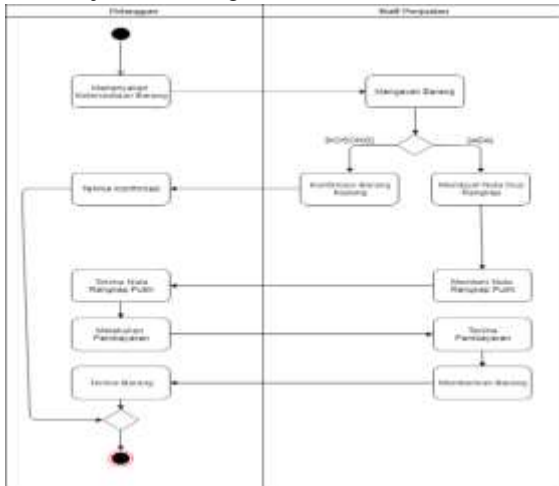 Pelanggan
Staff Penjualan
Menanyakan
Ketersediaan Barang
Mengecek Barang
[KOSONG]
[ADA]
Terima Konfirmasi
Konfirmasi Barang
Kosong
Membuat Nota Dua
Rangkap
Terima Nota
Rangkap Putih
Memberi Nota
Rangkap Putih
Melakukan
Pembayaran
Terima
Pembayaran
Terima Barang
Memberikan Barang